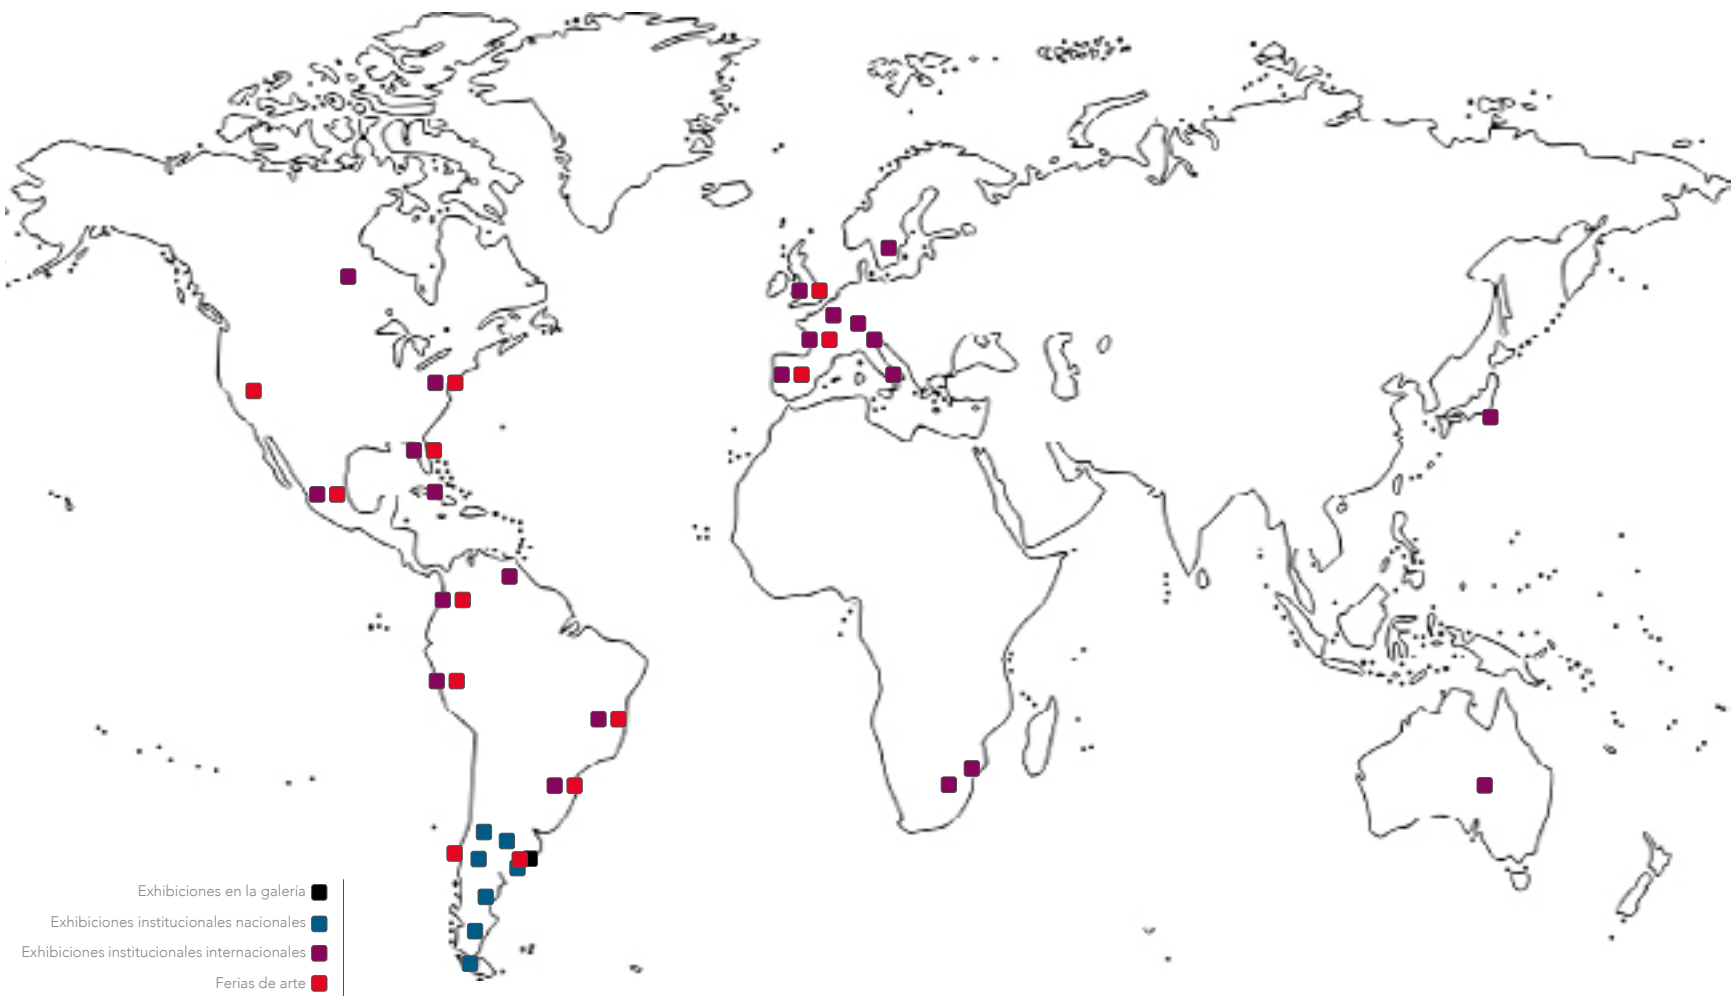 Exhibiciones en la galería
Exhibiciones institucionales nacionales
Exhibiciones institucionales internacionales
Ferias de arte